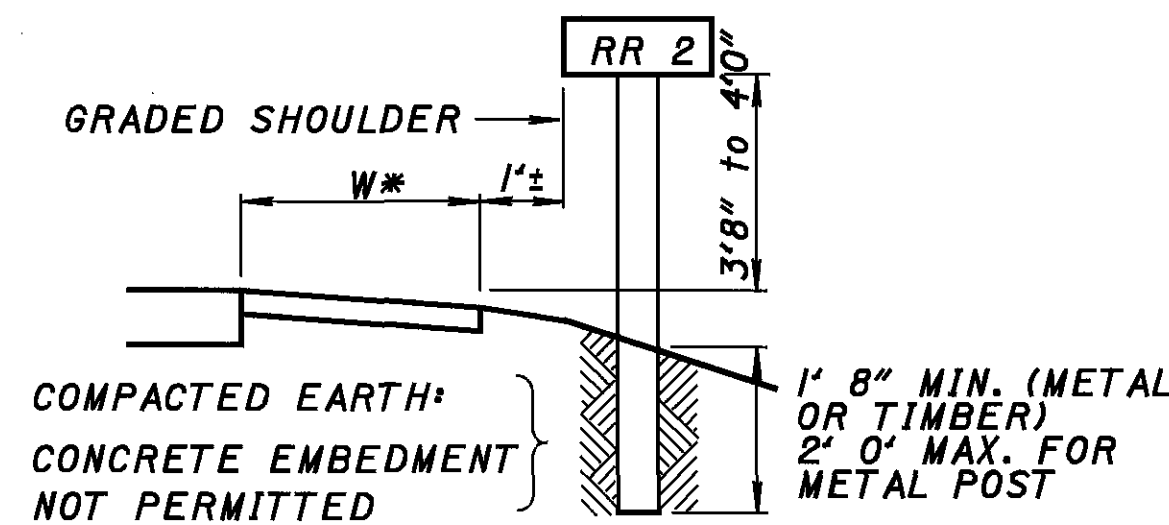 RR 2
GRADED SHOULDER
W*
1'±
3'8" to 4'0"
COMPACTED EARTH:
CONCRETE EMBEDMENT
NOT PERMITTED
1' 8" MIN. (METAL
OR TIMBER)
2' 0' MAX. FOR
METAL POST